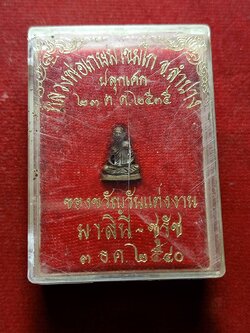 หลวงพ่อเกษม เขมโก จ.ลำปาง
ปลุกเสก
๒๓ ต.ค. ๒๕๓๕
ของขวัญวันแต่งงาน
มาลินี - ชูรัช
๓ ธ.ค. ๒๕๔๐